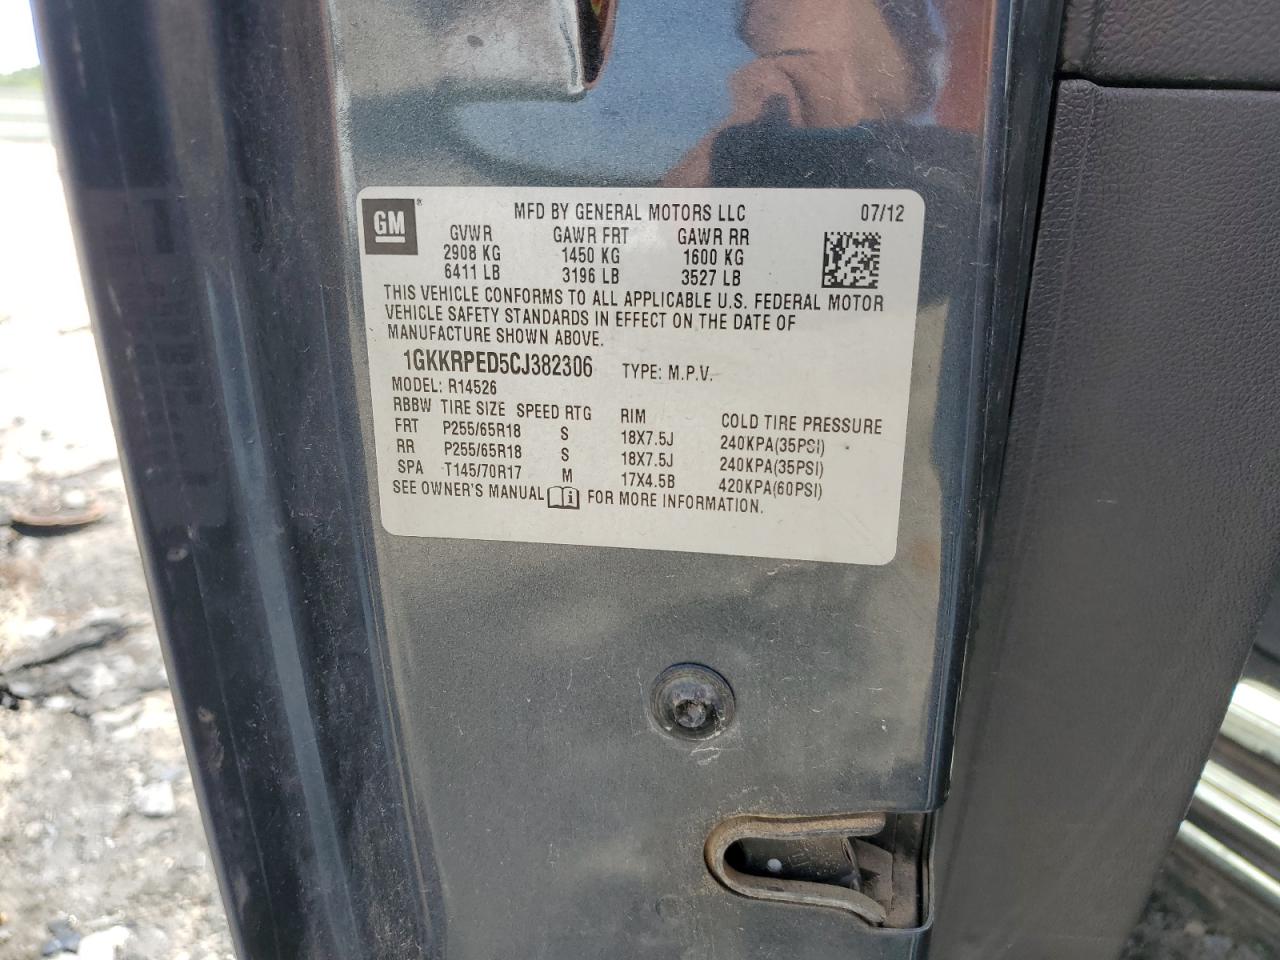 GM® MFD BY GENERAL MOTORS LLC 07/12
GVWR GAWR FRT GAWR RR
2908 KG 1450 KG 1600 KG
6411 LB 3196 LB 3527 LB
THIS VEHICLE CONFORMS TO ALL APPLICABLE U.S. FEDERAL MOTOR
VEHICLE SAFETY STANDARDS IN EFFECT ON THE DATE OF
MANUFACTURE SHOWN ABOVE.
1GKKRPED5CJ382306 TYPE: M.P.V.
MODEL: R14526
RBBW TIRE SIZE SPEED RTG RIM COLD TIRE PRESSURE
FRT P255/65R18 S 18X7.5J 240KPA(35PSI)
RR P255/65R18 S 18X7.5J 240KPA(35PSI)
SPA T145/70R17 M 17X4.5B 420KPA(60PSI)
SEE OWNER'S MANUAL FOR MORE INFORMATION.